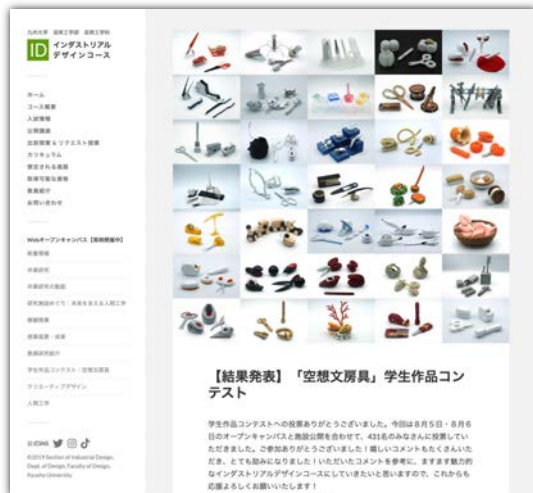 九州大学 芸術工学部 芸術工学科
ID インダストリアル
デザインコース
ホーム
コース概要
入試情報
公開講座
出前授業 & リクエスト授業
カリキュラム
想定される進路
取得可能な資格
教員紹介
お問い合わせ
Webオープンキャンパス【常時開催中】
新着情報
卒業研究
卒業研究の動画
研究施設めぐり：未来を支える人間工学
模擬授業
授業風景・成果
教員研究紹介
学生作品コンテスト・空想文房具
クリエーティブデザイン
人間工学
公式SNS
©2019 Section of Industrial Design,
Dept. of Design, Faculty of Design,
Kyushu University.
【結果発表】「空想文房具」学生作品コン
テスト
学生作品コンテストへの投票ありがとうございました。今回は８月５日・８月６
日のオープンキャンパスと施設公開を合わせて、431名のみなさんに投票してい
ただきました。ご参加ありがとうございました！嬉しいコメントもたくさんいた
だき、とても励みになりました！いただいたコメントを参考に、ますます魅力的
なインダストリアルデザインコースにしていきたいと思いますので、これからも
応援よろしくお願いいたします！